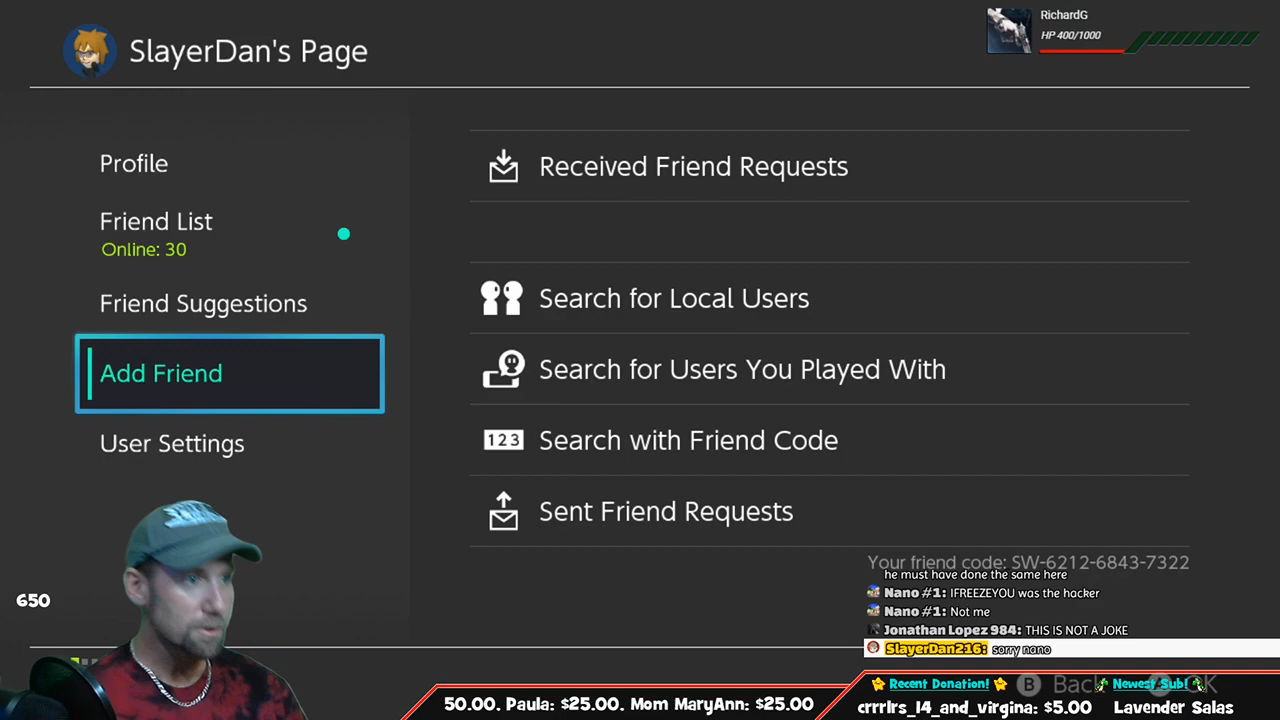 SlayerDan's Page
RichardG
HP 400/1000
Profile
Friend List
Online: 30
Friend Suggestions
Add Friend
User Settings
Received Friend Requests
Search for Local Users
Search for Users You Played With
123 Search with Friend Code
Sent Friend Requests
Your friend code: SW-6212-6843-7322
he must have done the same here
Nano #1: IFREEZEYOU was the hacker
Nano #1: Not me
Jonathan Lopez 984: THIS IS NOT A JOKE
SlayerDan216: sorry nano
650
50.00. Paula: $25.00. Mom MaryAnn: $25.00
Recent Donation!
crrrlrs_14_and_virgina: $5.00
B Back
OK
Newest Sub!
Lavender Salas